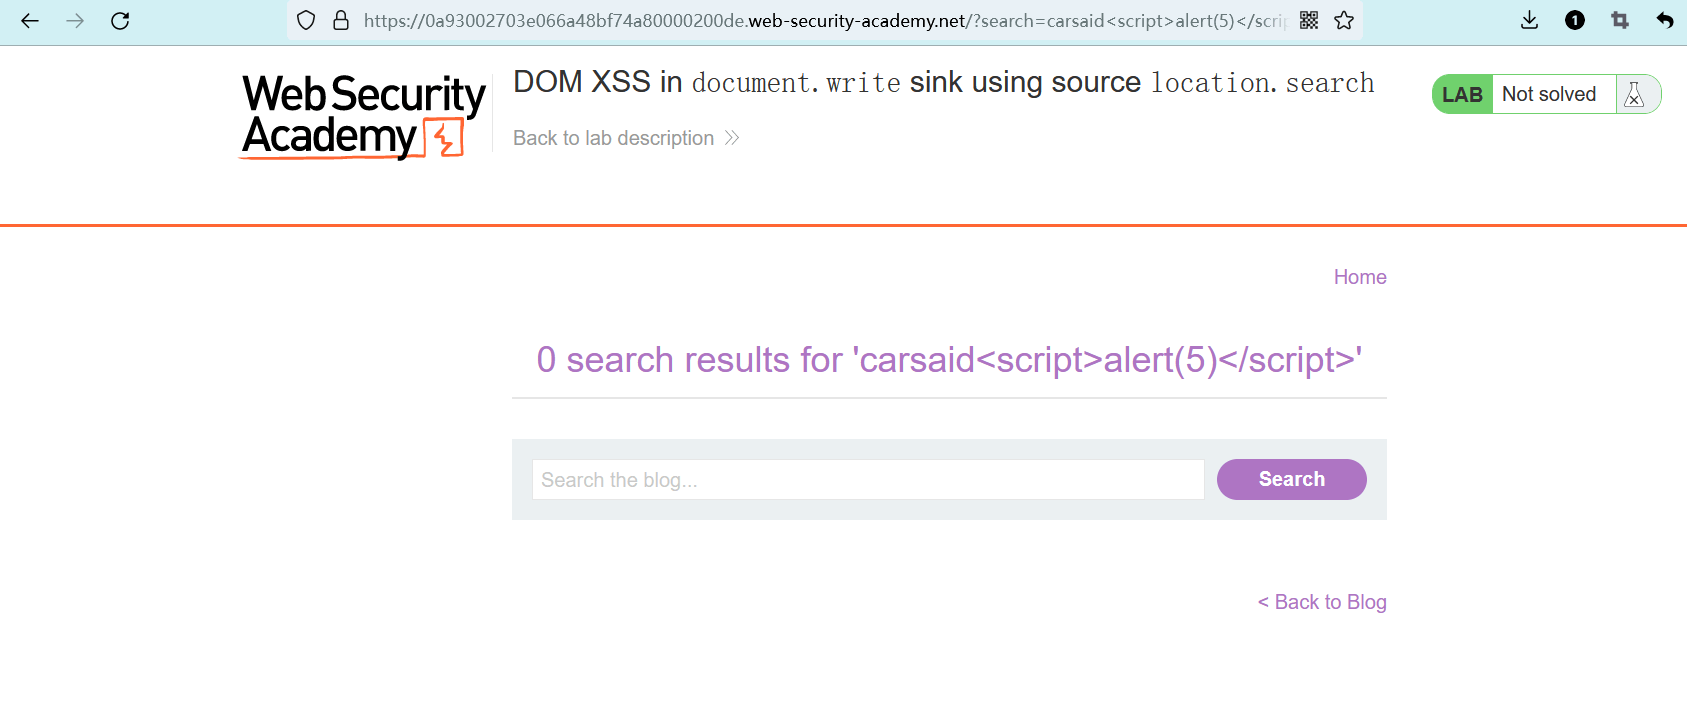 https://0a93002703e066a48bf74a80000200de.web-security-academy.net/?search=carsaid<script>alert(5)</scri
1
Web Security
Academy
DOM XSS in document.write sink using source location.search
Back to lab description
LAB Not solved
Home
0 search results for 'carsaid<script>alert(5)</script>'
Search the blog...
Search
< Back to Blog